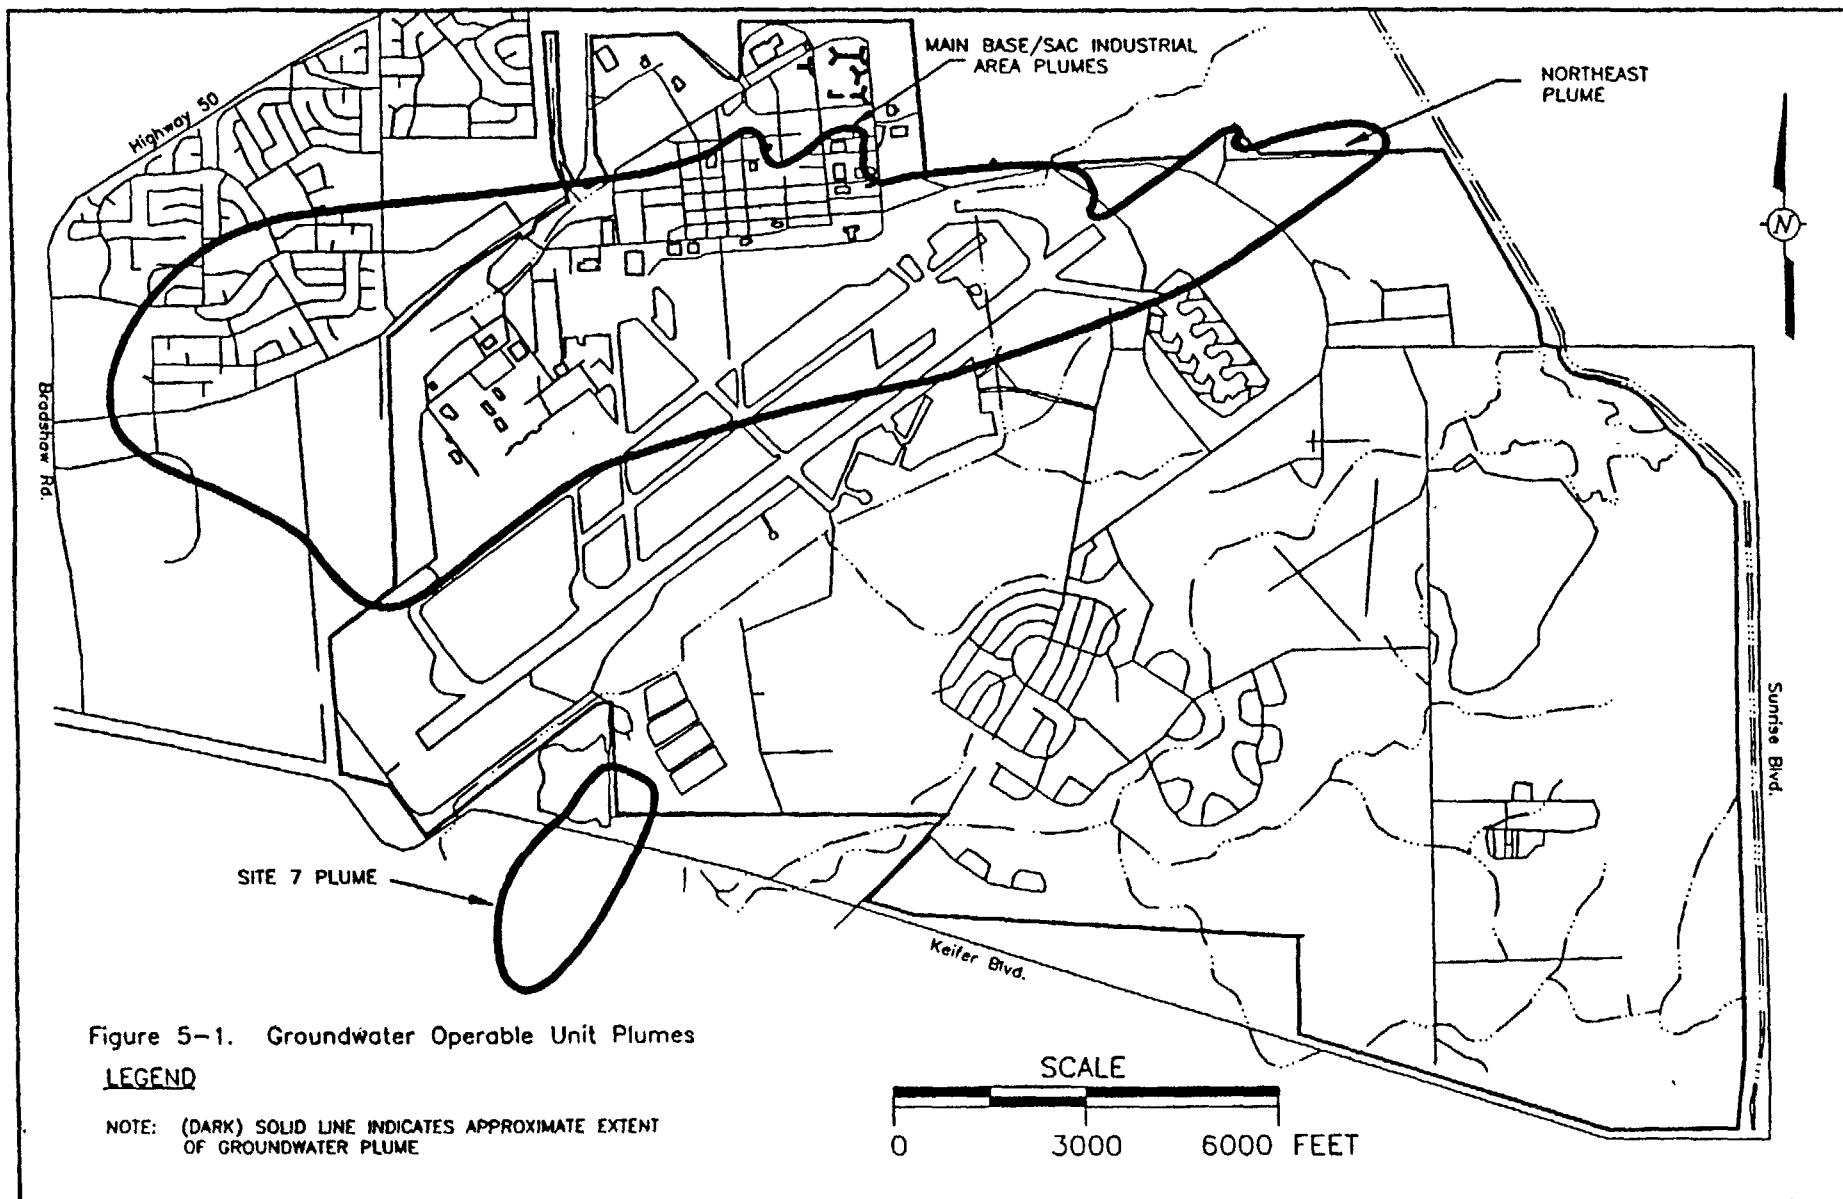 MAIN BASE/SAC INDUSTRIAL
AREA PLUMES
NORTHEAST
PLUME
Highway 50
N
Bradshaw Rd.
Sunrise Blvd.
SITE 7 PLUME
Keifer Blvd.
Figure 5-1. Groundwater Operable Unit Plumes
LEGEND
NOTE: (DARK) SOLID LINE INDICATES APPROXIMATE EXTENT
OF GROUNDWATER PLUME
SCALE
0 3000 6000 FEET